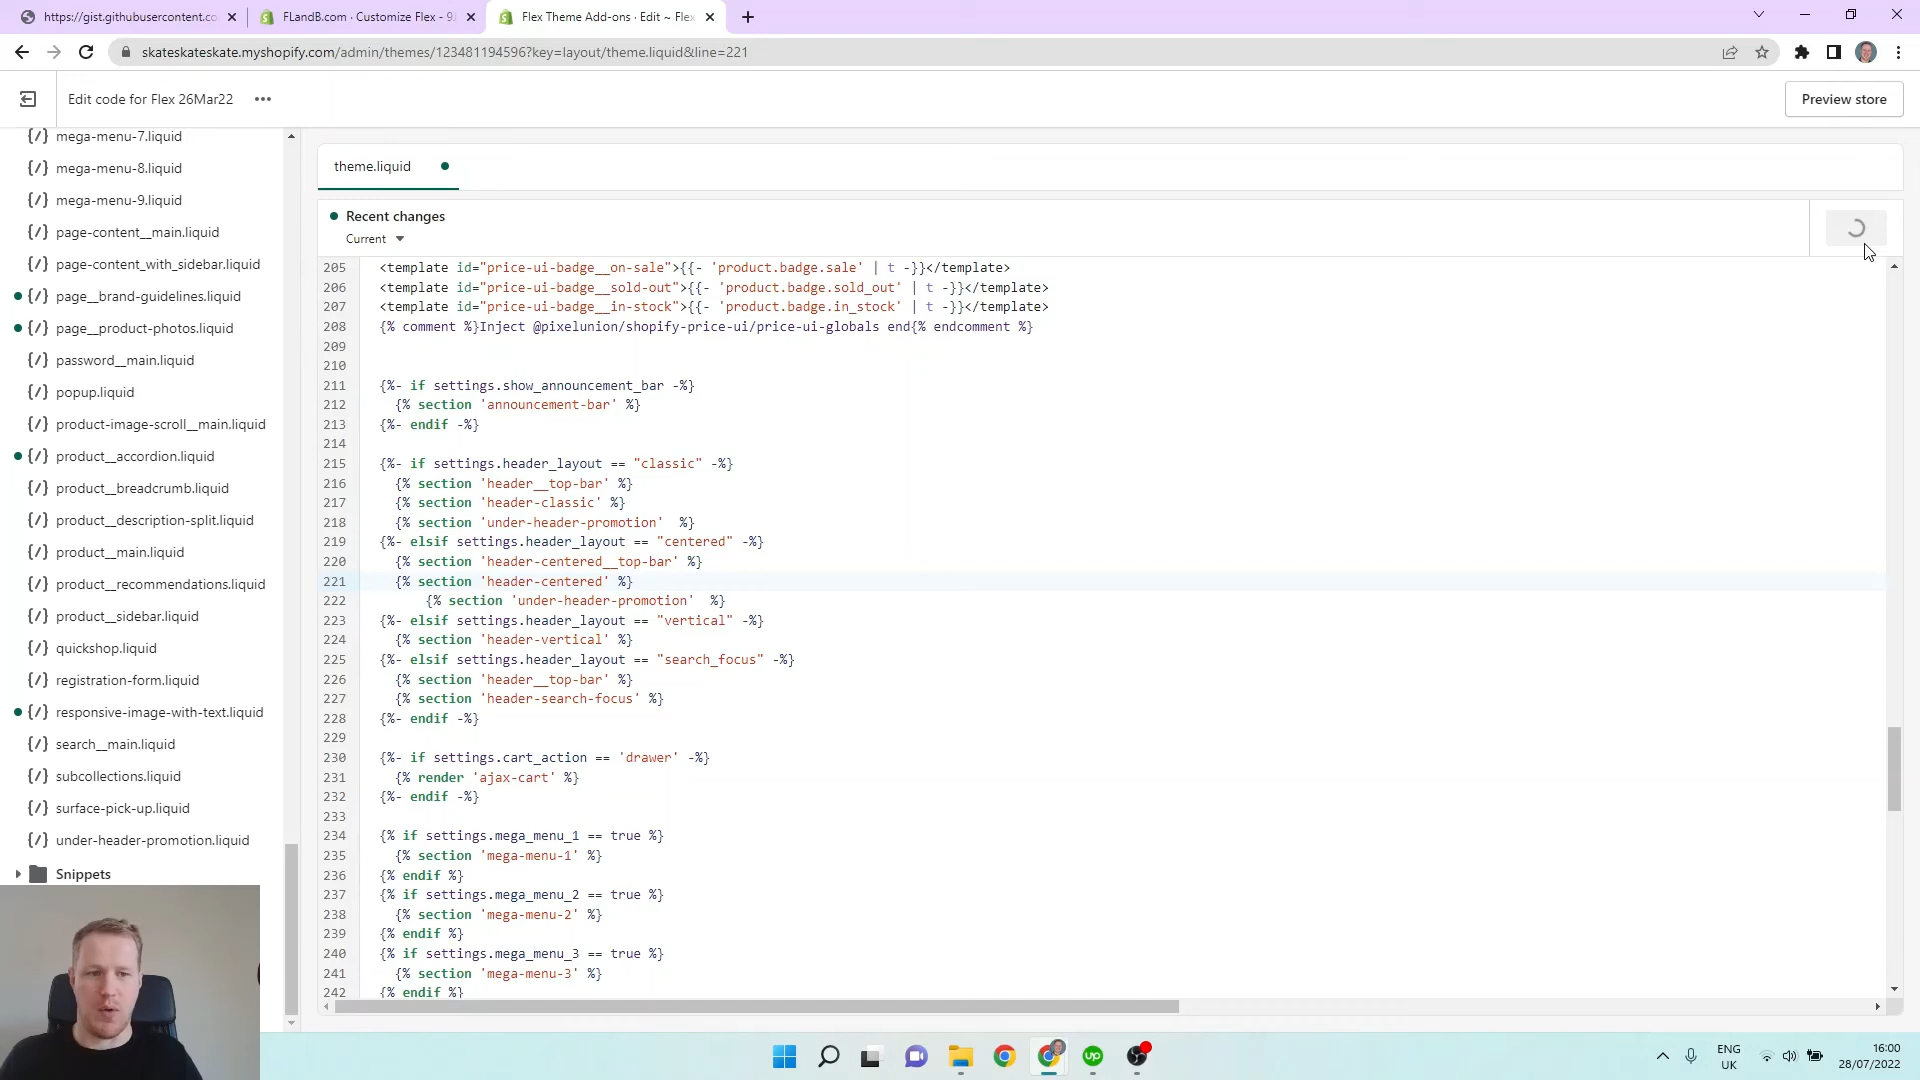 https://gist.githubusercontent.co
FLandB.com · Customize Flex - 9J
Flex Theme Add-ons · Edit ~ Flex
skateskateskate.myshopify.com/admin/themes/123481194596?key=layout/theme.liquid&line=221
Edit code for Flex 26Mar22
Preview store
mega-menu-7.liquid
mega-menu-8.liquid
mega-menu-9.liquid
page-content__main.liquid
page-content_with_sidebar.liquid
page__brand-guidelines.liquid
page__product-photos.liquid
password__main.liquid
popup.liquid
product-image-scroll__main.liquid
product__accordion.liquid
product__breadcrumb.liquid
product__description-split.liquid
product__main.liquid
product__recommendations.liquid
product__sidebar.liquid
quickshop.liquid
registration-form.liquid
responsive-image-with-text.liquid
search__main.liquid
subcollections.liquid
surface-pick-up.liquid
under-header-promotion.liquid
Snippets
theme.liquid
Recent changes
Current
205 <template id="price-ui-badge__on-sale">{{- 'product.badge.sale' | t -}}</template>
206 <template id="price-ui-badge__sold-out">{{- 'product.badge.sold_out' | t -}}</template>
207 <template id="price-ui-badge__in-stock">{{- 'product.badge.in_stock' | t -}}</template>
208 {% comment %}Inject @pixelunion/shopify-price-ui/price-ui-globals end{% endcomment %}
209
210
211 {%- if settings.show_announcement_bar -%}
212 {% section 'announcement-bar' %}
213 {%- endif -%}
214
215 {%- if settings.header_layout == "classic" -%}
216 {% section 'header__top-bar' %}
217 {% section 'header-classic' %}
218 {% section 'under-header-promotion'  %}
219 {%- elsif settings.header_layout == "centered" -%}
220 {% section 'header-centered__top-bar' %}
221 {% section 'header-centered' %}
222 {% section 'under-header-promotion'  %}
223 {%- elsif settings.header_layout == "vertical" -%}
224 {% section 'header-vertical' %}
225 {%- elsif settings.header_layout == "search_focus" -%}
226 {% section 'header__top-bar' %}
227 {% section 'header-search-focus' %}
228 {%- endif -%}
229
230 {%- if settings.cart_action == 'drawer' -%}
231 {% render 'ajax-cart' %}
232 {%- endif -%}
233
234 {% if settings.mega_menu_1 == true %}
235 {% section 'mega-menu-1' %}
236 {% endif %}
237 {% if settings.mega_menu_2 == true %}
238 {% section 'mega-menu-2' %}
239 {% endif %}
240 {% if settings.mega_menu_3 == true %}
241 {% section 'mega-menu-3' %}
242 {% endif %}
up
ENG
UK
16:00
28/07/2022